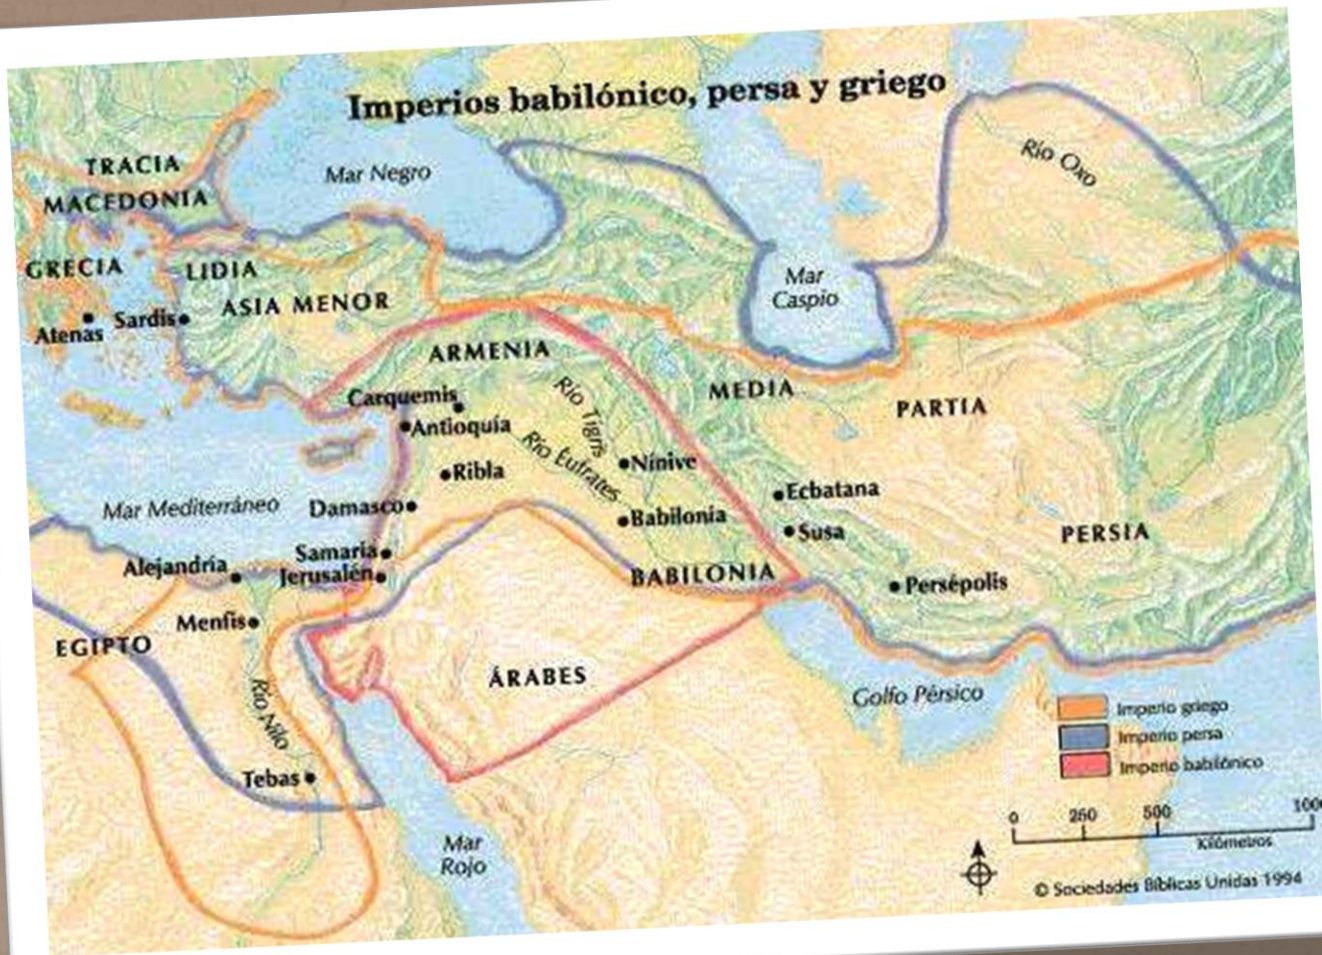 Imperios babilónico, persa y griego
TRACIA
MACEDONIA
Mar Negro
Río Oxo
GRECIA
LIDIA
ASIA MENOR
Mar
Caspio
Atenas
Sardis
ARMENIA
MEDIA
PARTIA
Carquemis
Antioquía
Río Tigris
Río Éufrates
Ribla
Nínive
Ecbatana
Mar Mediterráneo
Damasco
Babilonia
Susa
PERSIA
Samaria
Alejandría
Jerusalén
BABILONIA
Persépolis
Menfis
EGIPTO
ÁRABES
Río Nilo
Golfo Pérsico
Imperio griego
Imperio persa
Imperio babilónico
Tebas
0 250 500 1000
Kilómetros
Mar
Rojo
© Sociedades Bíblicas Unidas 1994